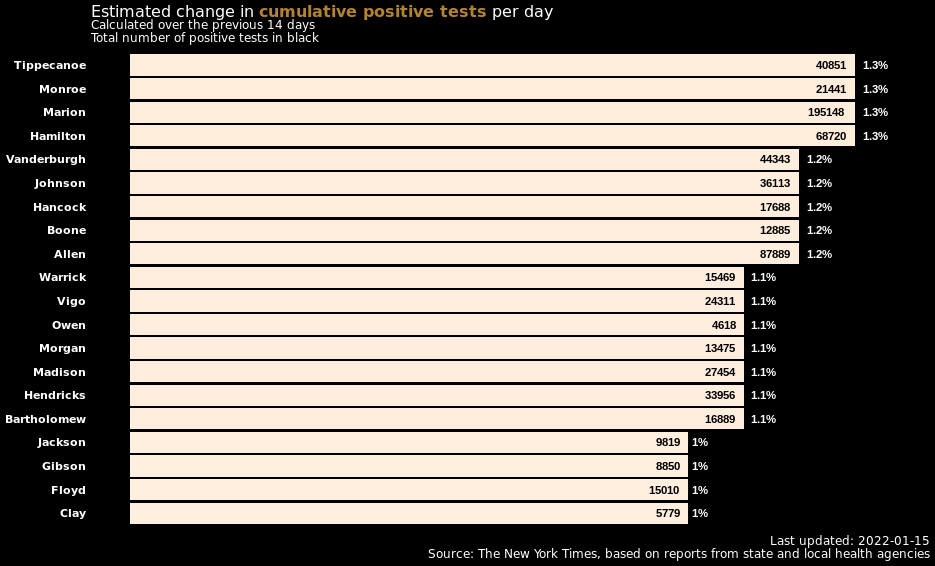 Estimated change in cumulative positive tests per day
Calculated over the previous 14 days
Total number of positive tests in black
Tippecanoe 40851 1.3%
Monroe 21441 1.3%
Marion 195148 1.3%
Hamilton 68720 1.3%
Vanderburgh 44343 1.2%
Johnson 36113 1.2%
Hancock 17688 1.2%
Boone 12885 1.2%
Allen 87889 1.2%
Warrick 15469 1.1%
Vigo 24311 1.1%
Owen 4618 1.1%
Morgan 13475 1.1%
Madison 27454 1.1%
Hendricks 33956 1.1%
Bartholomew 16889 1.1%
Jackson 9819 1%
Gibson 8850 1%
Floyd 15010 1%
Clay 5779 1%
Last updated: 2022-01-15
Source: The New York Times, based on reports from state and local health agencies